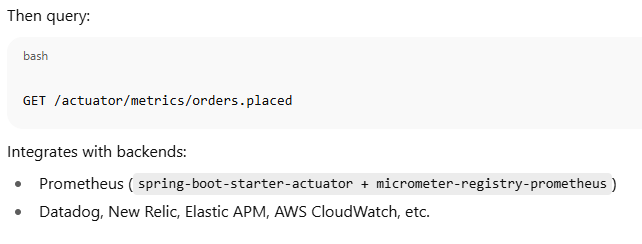 Then query:
bash
GET /actuator/metrics/orders.placed
Integrates with backends:
• Prometheus (spring-boot-starter-actuator + micrometer-registry-prometheus)
• Datadog, New Relic, Elastic APM, AWS CloudWatch, etc.